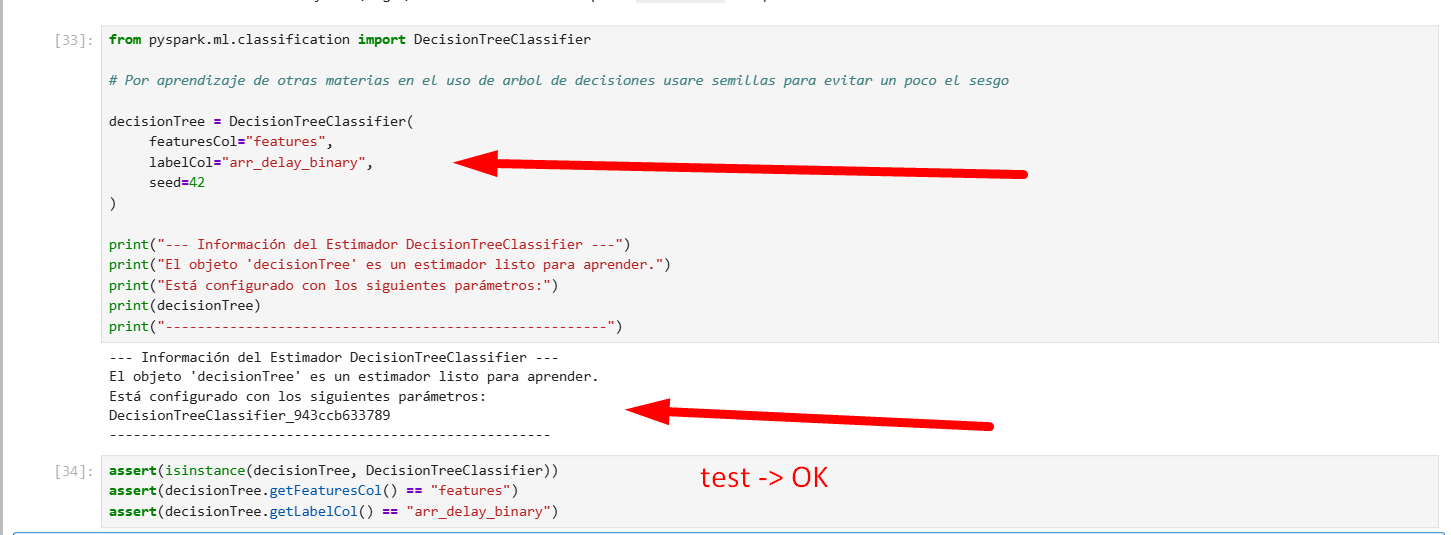 [33]: from pyspark.ml.classification import DecisionTreeClassifier
# Por aprendizaje de otras materias en el uso de arbol de decisiones usare semillas para evitar un poco el sesgo
decisionTree = DecisionTreeClassifier(
featuresCol="features",
labelCol="arr_delay_binary",
seed=42
)
print("--- Información del Estimador DecisionTreeClassifier ---")
print("El objeto 'decisionTree' es un estimador listo para aprender.")
print("Está configurado con los siguientes parámetros:")
print(decisionTree)
print("-------------------------------------------------------")
--- Información del Estimador DecisionTreeClassifier ---
El objeto 'decisionTree' es un estimador listo para aprender.
Está configurado con los siguientes parámetros:
DecisionTreeClassifier_943ccb633789
-------------------------------------------------------
[34]: assert(isinstance(decisionTree, DecisionTreeClassifier))
assert(decisionTree.getFeaturesCol() == "features")
assert(decisionTree.getLabelCol() == "arr_delay_binary")
test -> OK